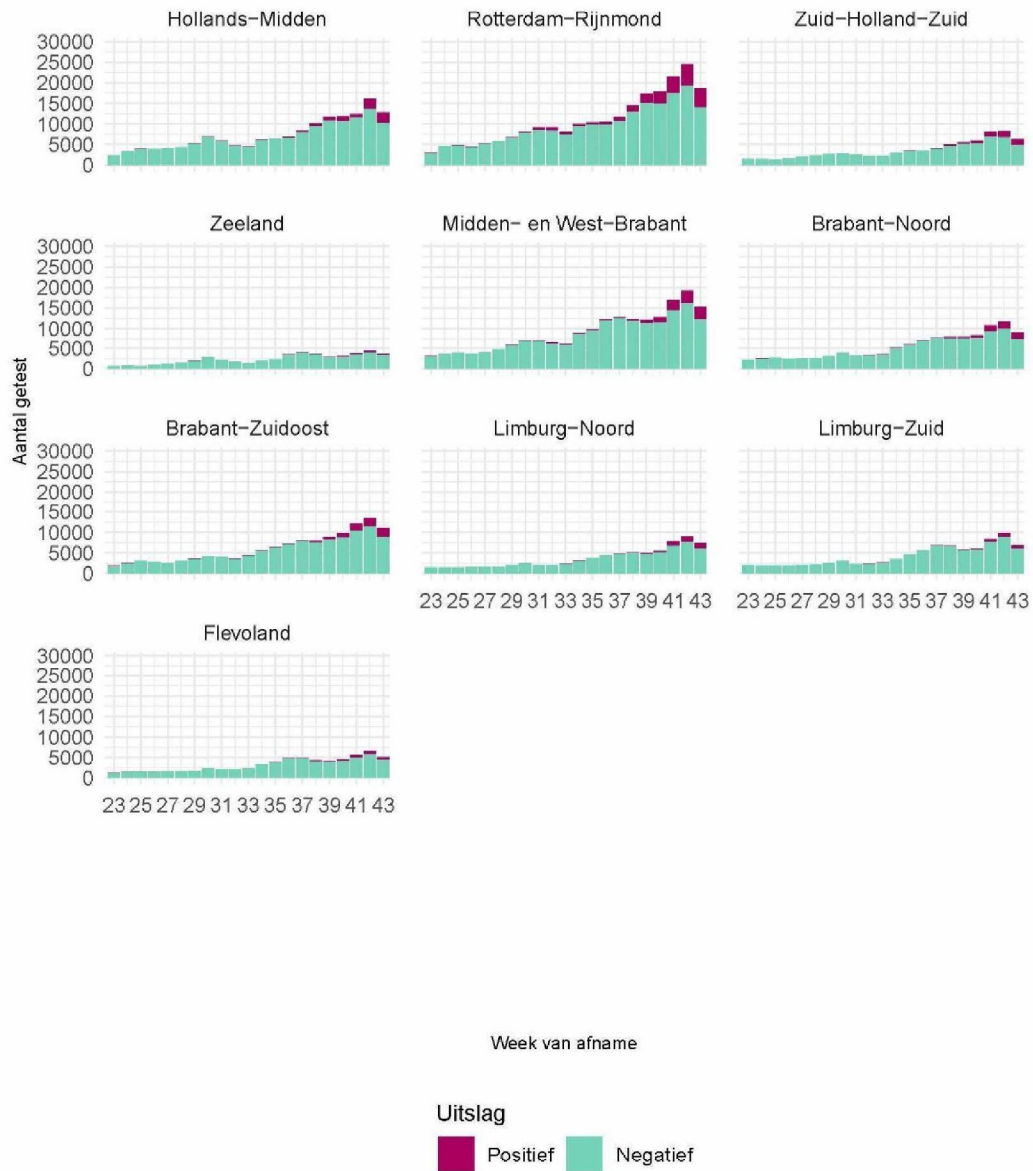 Hollands-Midden Rotterdam-Rijnmond Zuid-Holland-Zuid
30000
25000
20000
15000
10000
5000
0
Zeeland Midden- en West-Brabant Brabant-Noord
30000
25000
20000
15000
10000
5000
0
Aantal getest
Brabant-Zuidoost Limburg-Noord Limburg-Zuid
30000
25000
20000
15000
10000
5000
0
23 25 27 29 31 33 35 37 39 41 43 23 25 27 29 31 33 35 37 39 41 43
Flevoland
30000
25000
20000
15000
10000
5000
0
23 25 27 29 31 33 35 37 39 41 43
Week van afname
Uitslag
Positief Negatief